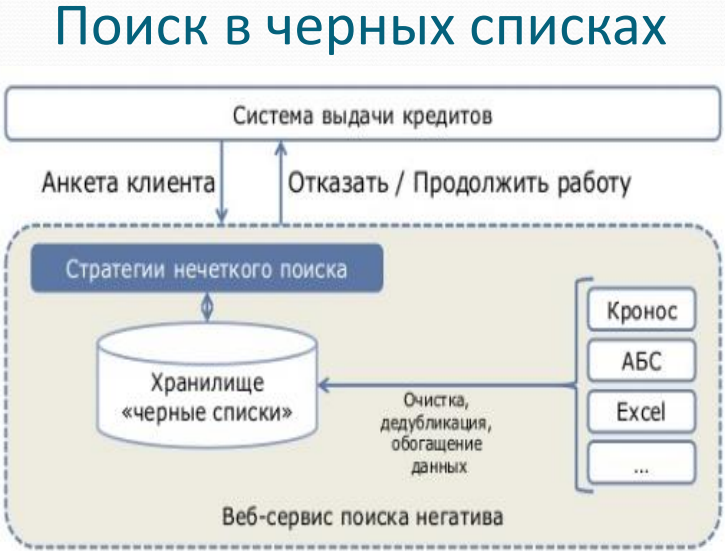 Поиск в черных списках
Система выдачи кредитов
Анкета клиента
Отказать / Продолжить работу
Стратегии нечеткого поиска
Хранилище
«черные списки»
Очистка,
дедубликация,
обогащение
данных
Кронос
АБС
Excel
...
Веб-сервис поиска негатива